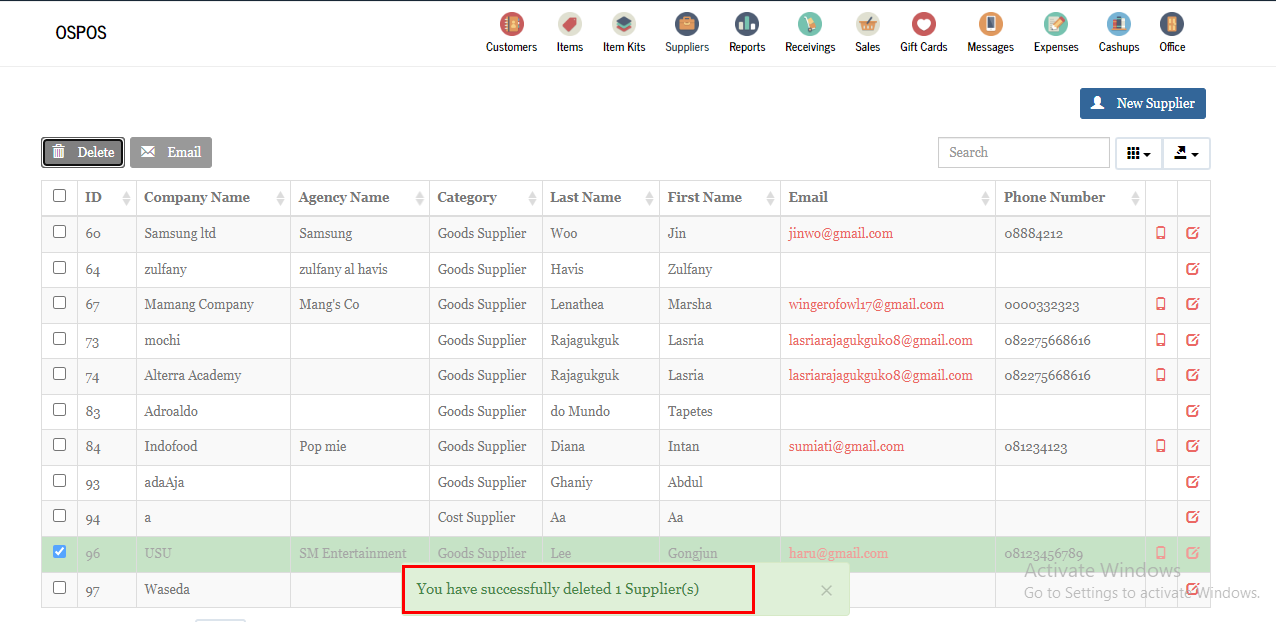 OSPOS
Customers Items Item Kits Suppliers Reports Receivings Sales Gift Cards Messages Expenses Cashups Office
New Supplier
Delete Email Search
ID Company Name Agency Name Category Last Name First Name Email Phone Number
60 Samsung ltd Samsung Goods Supplier Woo Jin jinwo@gmail.com 08884212
64 zulfany zulfany al havis Goods Supplier Havis Zulfany
67 Mamang Company Mang's Co Goods Supplier Lenathea Marsha wingerofowl17@gmail.com 0000332323
73 mochi Goods Supplier Rajagukguk Lasria lasriarajagukguk08@gmail.com 082275668616
74 Alterra Academy Goods Supplier Rajagukguk Lasria lasriarajagukguk08@gmail.com 082275668616
83 Adroaldo Goods Supplier do Mundo Tapetes
84 Indofood Pop mie Goods Supplier Diana Intan sumiati@gmail.com 081234123
93 adaAja Goods Supplier Ghaniy Abdul
94 a Cost Supplier Aa Aa
96 USU SM Entertainment Goods Supplier Lee Gongjun haru@gmail.com 08123456789
97 Waseda
You have successfully deleted 1 Supplier(s) ×
Activate Windows
Go to Settings to activate Windows.